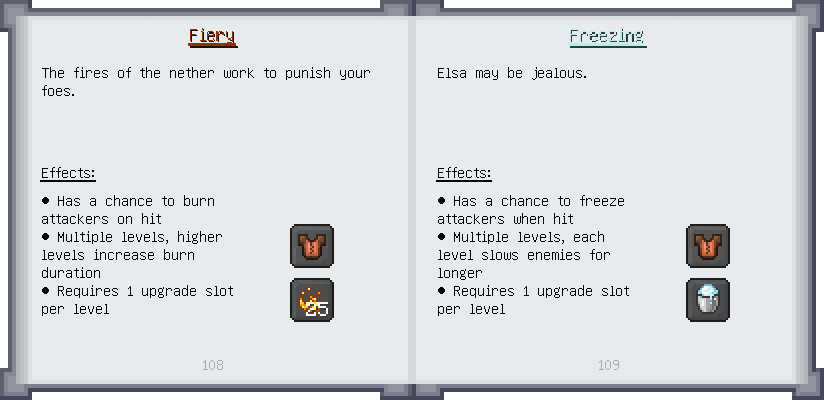 Fiery
The fires of the nether work to punish your
foes.
Effects:
• Has a chance to burn
attackers on hit
• Multiple levels, higher
levels increase burn
duration
• Requires 1 upgrade slot
per level
25
108
Freezing
Elsa may be jealous.
Effects:
• Has a chance to freeze
attackers when hit
• Multiple levels, each
level slows enemies for
longer
• Requires 1 upgrade slot
per level
109